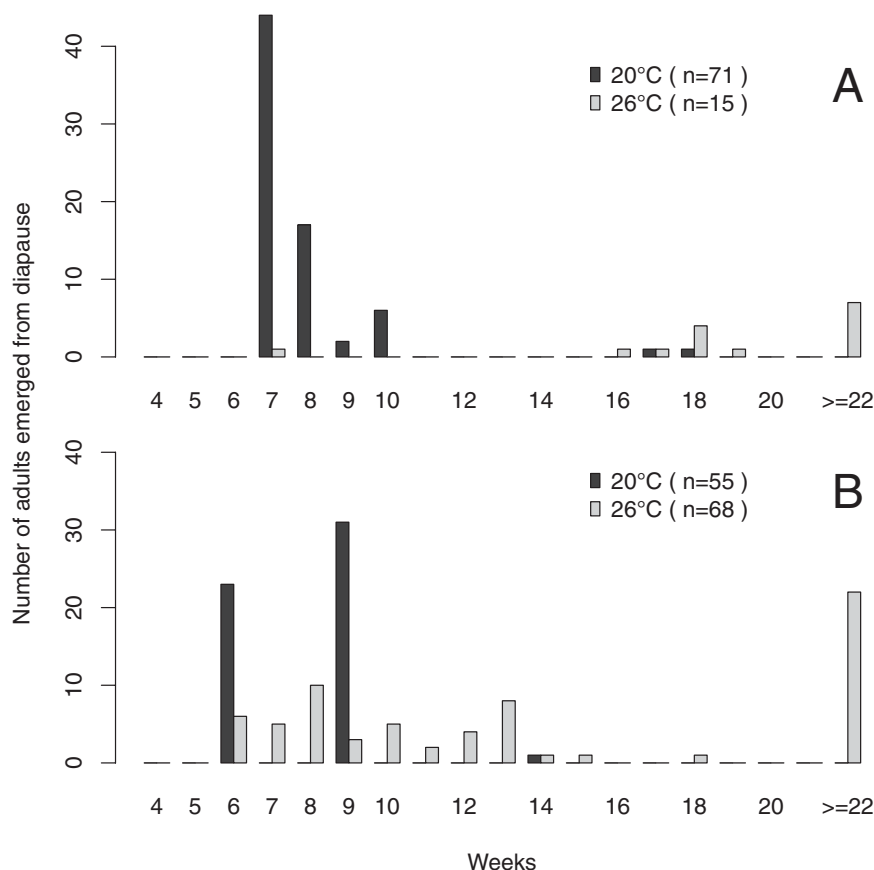 Number of adults emerged from diapause
40
30
20
10
0
20°C ( n=71 )
26°C ( n=15 )
A
4 5 6 7 8 9 10 12 14 16 18 20 >=22
40
30
20
10
0
20°C ( n=55 )
26°C ( n=68 )
B
4 5 6 7 8 9 10 12 14 16 18 20 >=22
Weeks